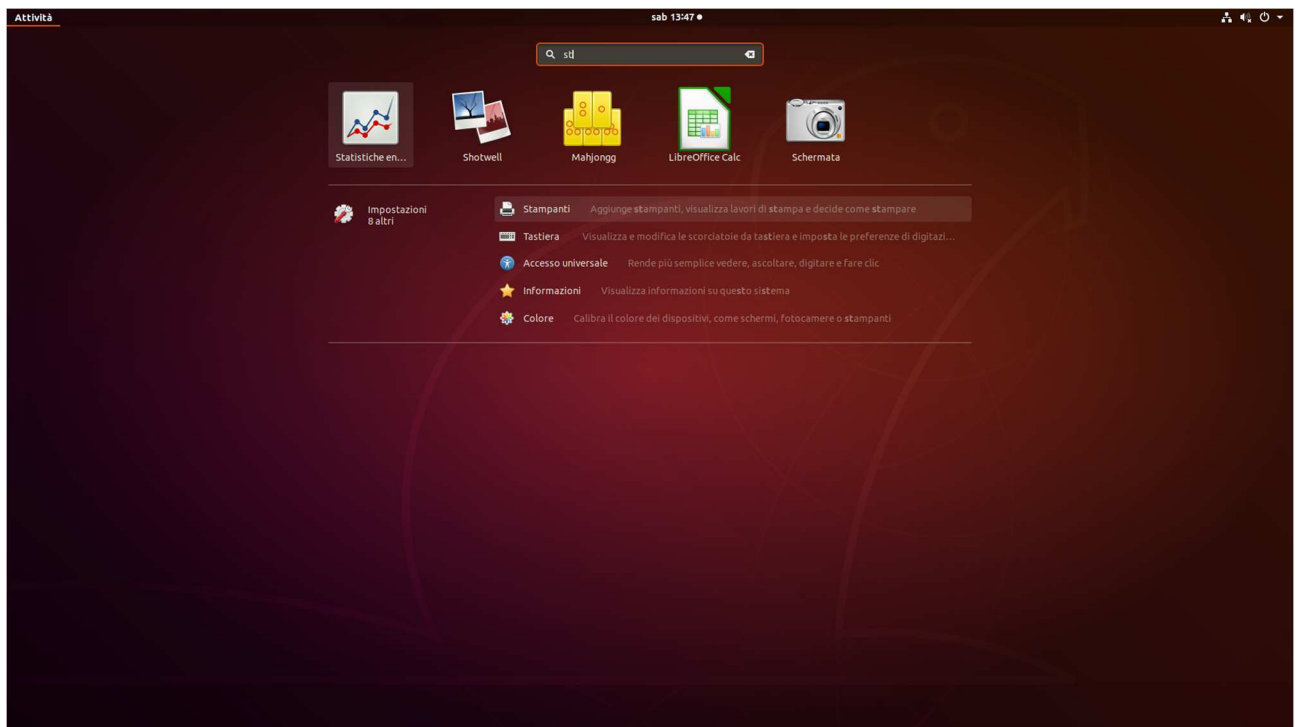 Attività
sab 13:47
st
Statistiche en...
Shotwell
Mahjongg
LibreOffice Calc
Schermata
Impostazioni
8 altri
Stampanti Aggiunge stampanti, visualizza lavori di stampa e decide come stampare
Tastiera Visualizza e modifica le scorciatoie da tastiera e imposta le preferenze di digitazi...
Accesso universale Rende più semplice vedere, ascoltare, digitare e fare clic
Informazioni Visualizza informazioni su questo sistema
Colore Calibra il colore dei dispositivi, come schermi, fotocamere o stampanti